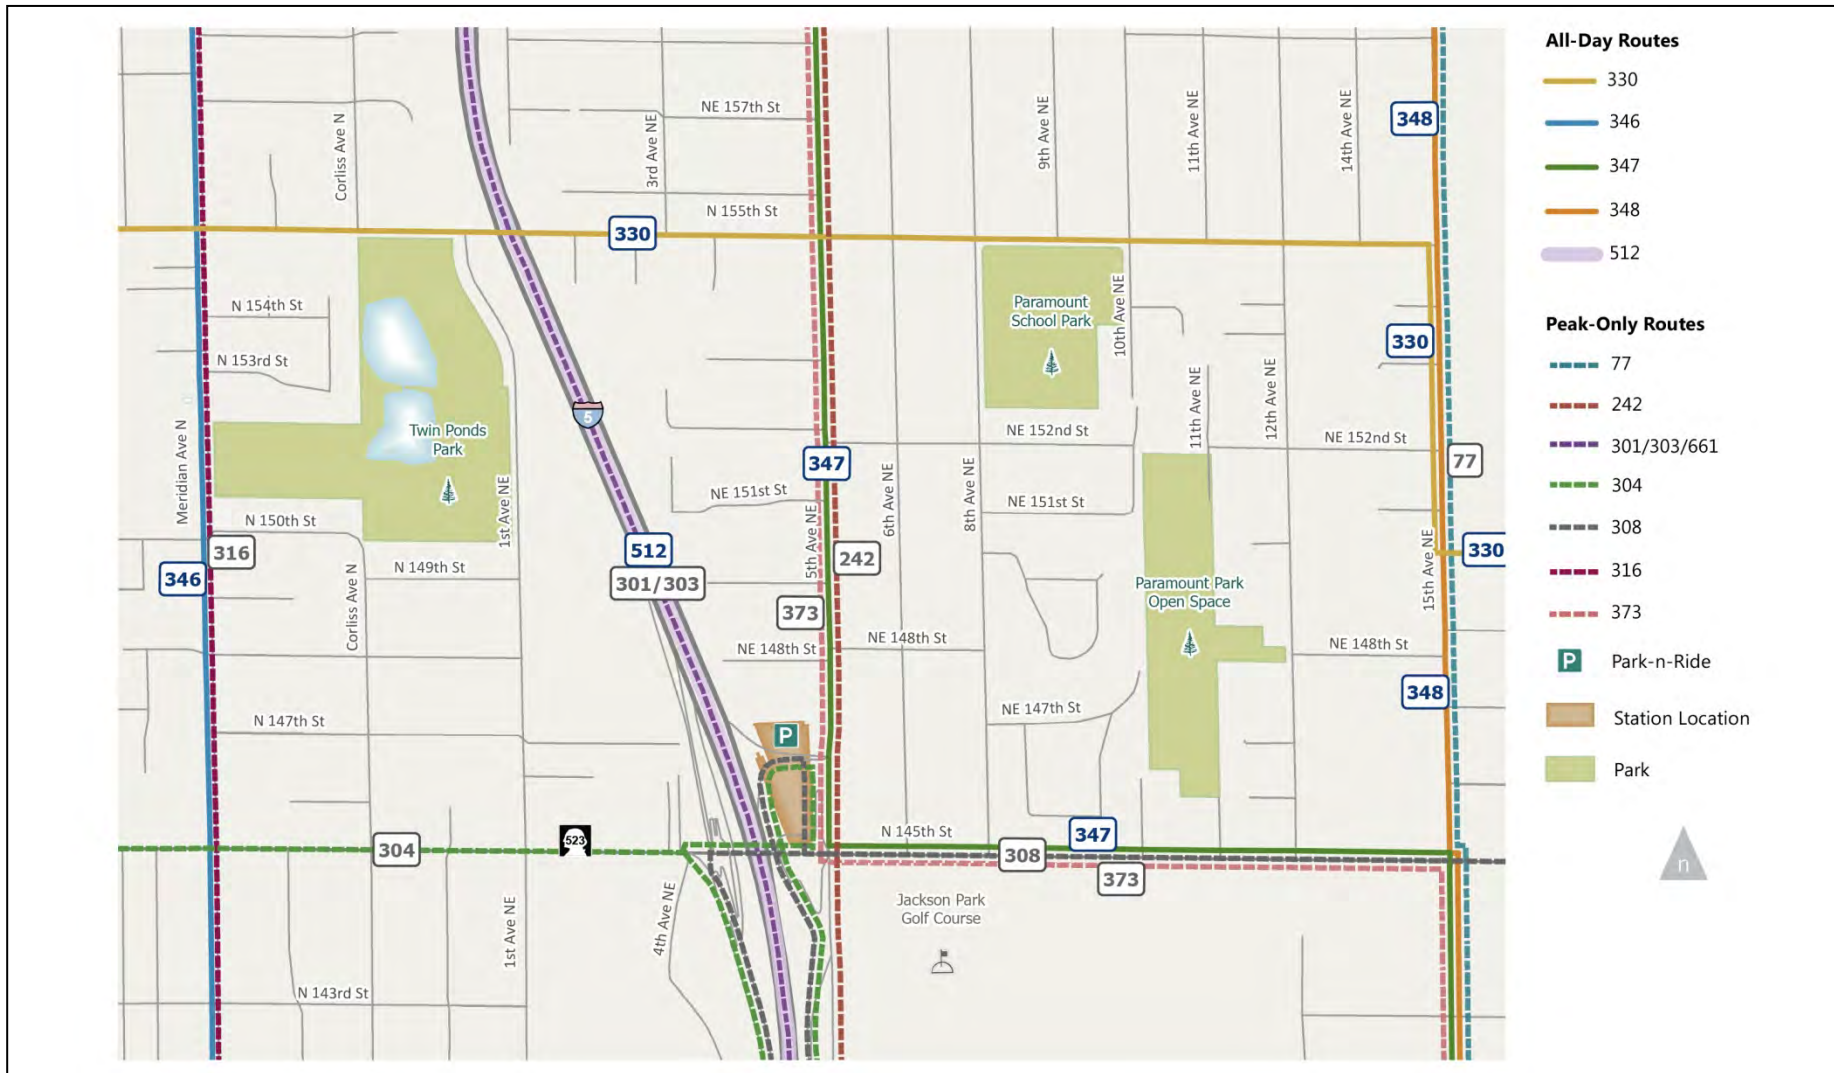 NE 157th St
3rd Ave NE
Corliss Ave N
9th Ave NE
11th Ave NE
14th Ave NE
348
N 155th St
330
N 154th St
N 153rd St
Paramount
School Park
10th Ave NE
330
5
Twin Ponds
Park
Meridian Ave N
1st Ave NE
NE 152nd St
11th Ave NE
12th Ave NE
NE 152nd St
347
77
6th Ave NE
8th Ave NE
NE 151st St
NE 151st St
5th Ave NE
N 150th St
316
346
N 149th St
Corliss Ave N
512
301/303
242
373
15th Ave NE
330
Paramount Park
Open Space
NE 148th St
NE 148th St
NE 148th St
348
N 147th St
NE 147th St
P
304
523
N 145th St
347
308
373
4th Ave NE
1st Ave NE
Jackson Park
Golf Course
N 143rd St
All-Day Routes
330
346
347
348
512
Peak-Only Routes
77
242
301/303/661
304
308
316
373
P Park-n-Ride
Station Location
Park
n